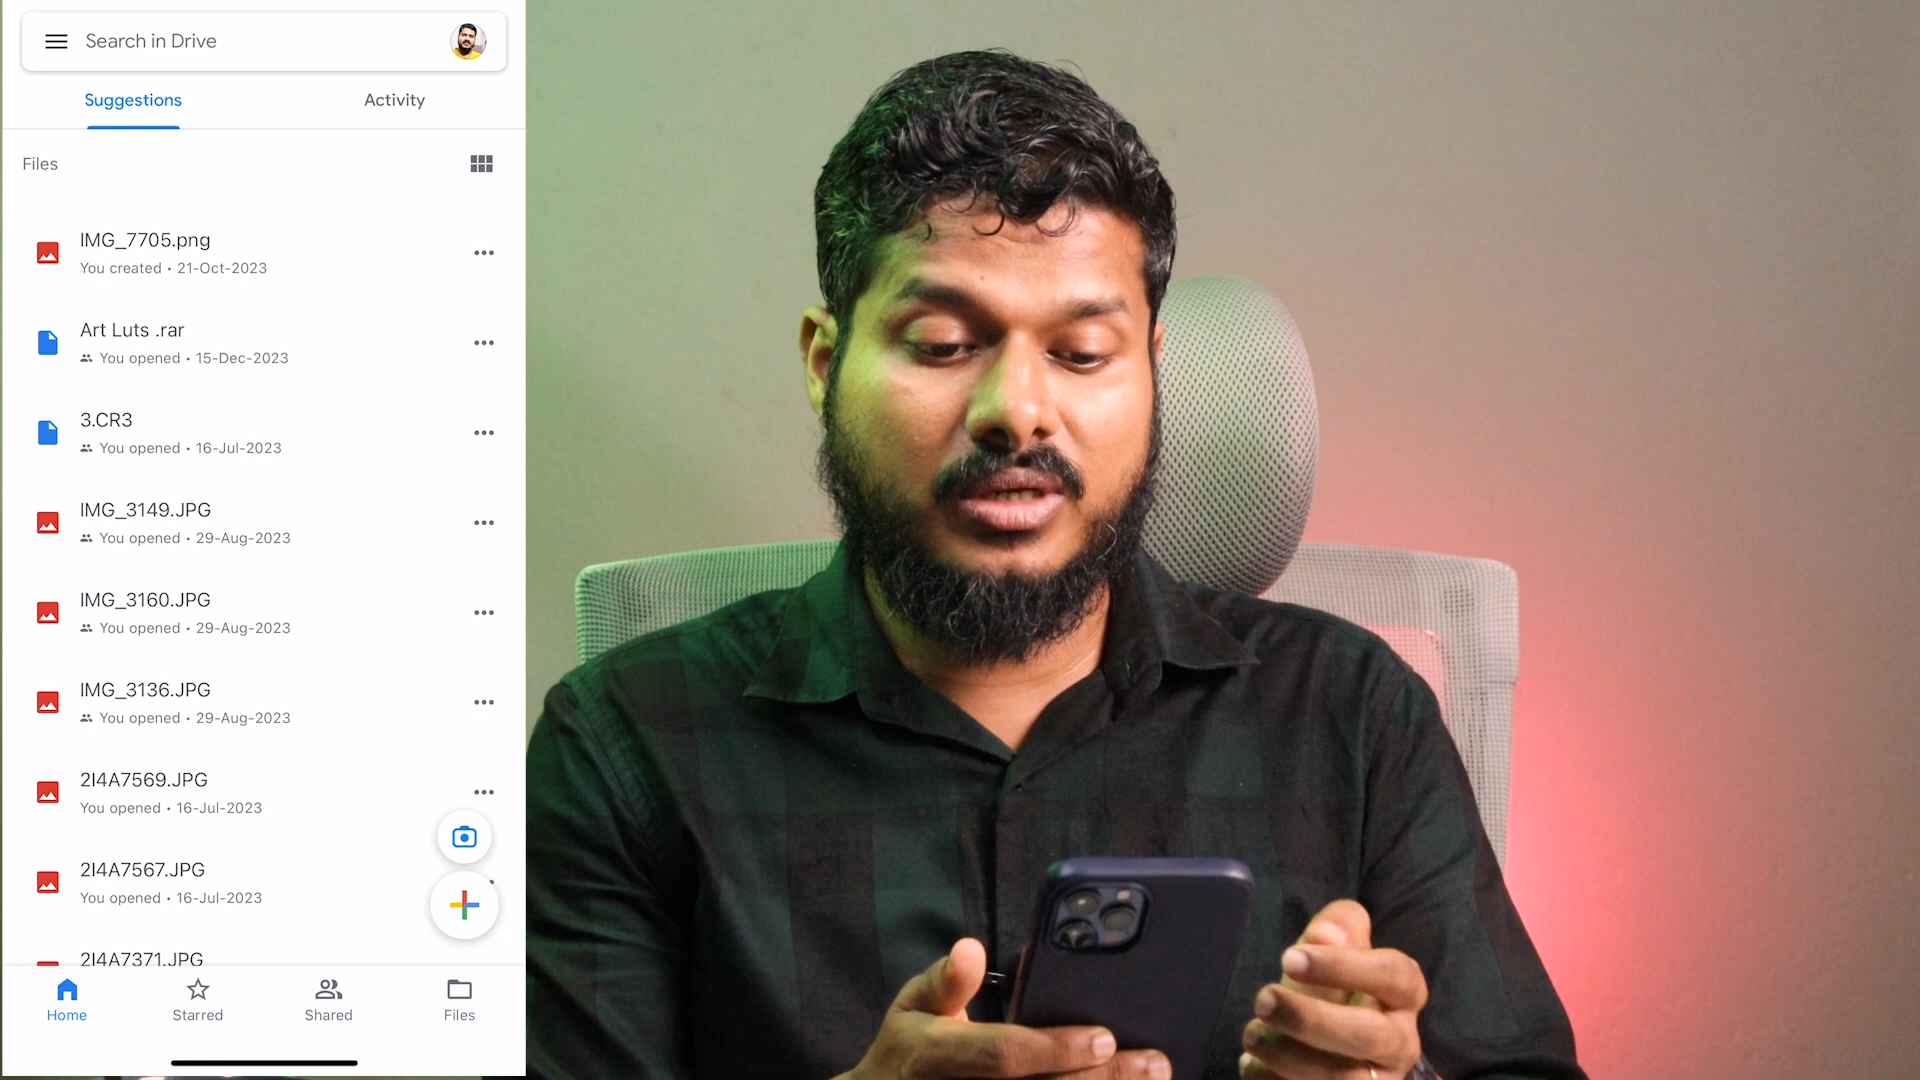 Search in Drive
Suggestions
Activity
Files
IMG_7705.png
You created • 21-Oct-2023
Art Luts .rar
You opened • 15-Dec-2023
3.CR3
You opened • 16-Jul-2023
IMG_3149.JPG
You opened • 29-Aug-2023
IMG_3160.JPG
You opened • 29-Aug-2023
IMG_3136.JPG
You opened • 29-Aug-2023
2I4A7569.JPG
You opened • 16-Jul-2023
2I4A7567.JPG
You opened • 16-Jul-2023
2I4A7371.JPG
Home
Starred
Shared
Files